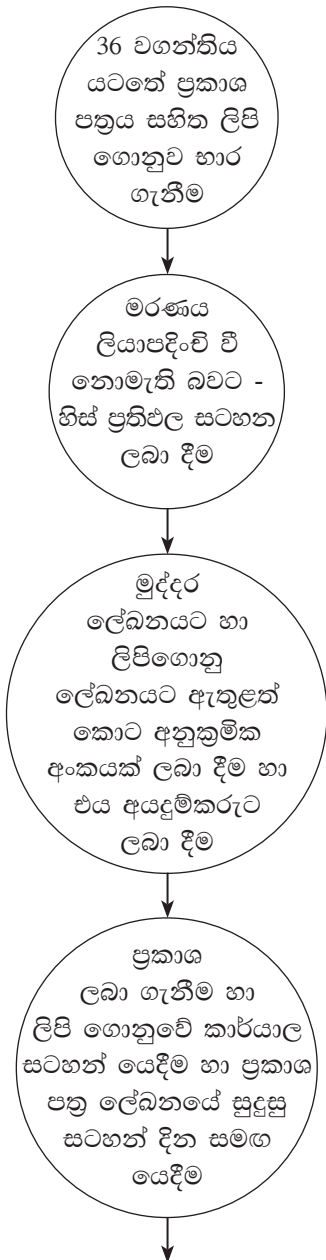 36 වගන්තිය
යටතේ ප්‍රකාශ
පත්‍රය සහිත ලිපි
ගොනුව භාර
ගැනීම
මරණය
ලියාපදිංචි වී
නොමැති බවට -
හිස් ප්‍රතිඵල සටහන
ලබා දීම
මුද්දර
ලේඛනයට හා
ලිපිගොනු
ලේඛනයට ඇතුළත්
කොට අනුක්‍රමික
අංකයක් ලබා දීම හා
එය අයදුම්කරුට
ලබා දීම
ප්‍රකාශ
ලබා ගැනීම හා
ලිපි ගොනුවේ කාර්යාල
සටහන් යෙදීම හා ප්‍රකාශ
පත්‍ර ලේඛනයේ සුදුසු
සටහන් දින සමඟ
යෙදීම